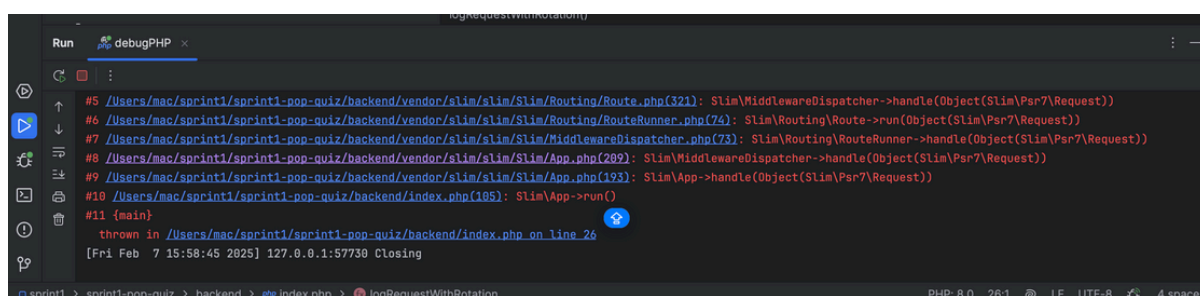 logRequestWithRotation()
Run php debugPHP ×
#5 /Users/mac/sprint1/sprint1-pop-quiz/backend/vendor/slim/slim/Slim/Routing/Route.php(321): Slim\MiddlewareDispatcher->handle(Object(Slim\Psr7\Request))
#6 /Users/mac/sprint1/sprint1-pop-quiz/backend/vendor/slim/slim/Slim/Routing/RouteRunner.php(74): Slim\Routing\Route->run(Object(Slim\Psr7\Request))
#7 /Users/mac/sprint1/sprint1-pop-quiz/backend/vendor/slim/slim/Slim/MiddlewareDispatcher.php(73): Slim\Routing\RouteRunner->handle(Object(Slim\Psr7\Request))
#8 /Users/mac/sprint1/sprint1-pop-quiz/backend/vendor/slim/slim/Slim/App.php(209): Slim\MiddlewareDispatcher->handle(Object(Slim\Psr7\Request))
#9 /Users/mac/sprint1/sprint1-pop-quiz/backend/vendor/slim/slim/Slim/App.php(193): Slim\App->handle(Object(Slim\Psr7\Request))
#10 /Users/mac/sprint1/sprint1-pop-quiz/backend/index.php(105): Slim\App->run()
#11 {main}
thrown in /Users/mac/sprint1/sprint1-pop-quiz/backend/index.php on line 26
[Fri Feb  7 15:58:45 2025] 127.0.0.1:57730 Closing
sprint1 > sprint1-pop-quiz > backend > php index.php > logRequestWithRotation PHP: 8.0 26:1 LF UTF-8 4 space